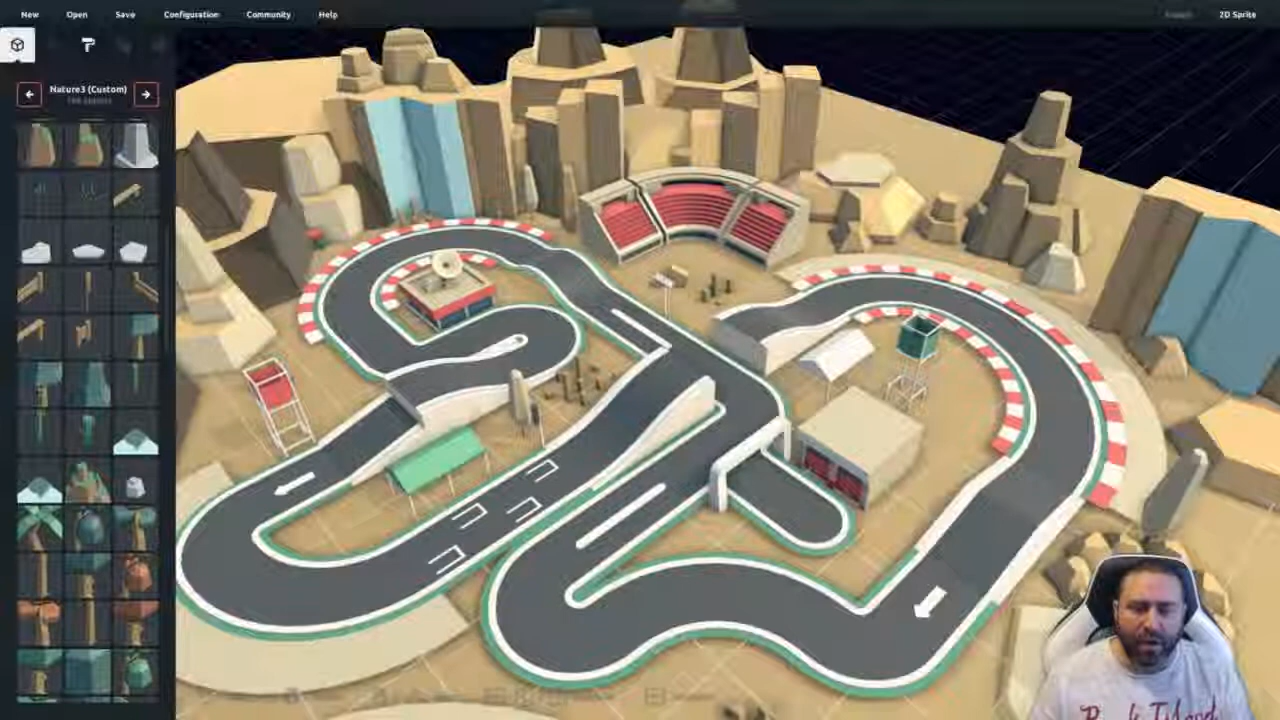 New Open Save Configuration Community Help 2D Sprite
Nature3 (Custom)